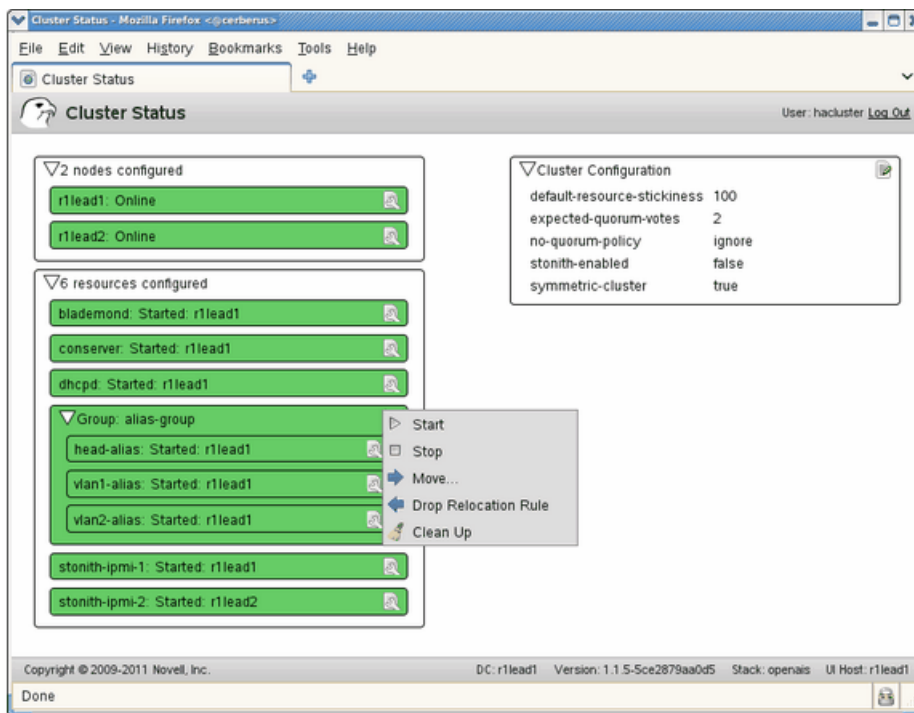 Cluster Status - Mozilla Firefox <@cerberus>
File Edit View History Bookmarks Tools Help
Cluster Status
Cluster Status
User: hacluster Log Out
2 nodes configured
r1lead1: Online
r1lead2: Online
6 resources configured
blademond: Started: r1lead1
conserver: Started: r1lead1
dhcpd: Started: r1lead1
Group: alias-group
head-alias: Started: r1lead1
vlan1-alias: Started: r1lead1
vlan2-alias: Started: r1lead1
stonith-ipmi-1: Started: r1lead1
stonith-ipmi-2: Started: r1lead2
Start
Stop
Move...
Drop Relocation Rule
Clean Up
Cluster Configuration
default-resource-stickiness 100
expected-quorum-votes 2
no-quorum-policy ignore
stonith-enabled false
symmetric-cluster true
Copyright © 2009-2011 Novell, Inc.
DC: r1lead1 Version: 1.1.5-5ce2879aa0d5 Stack: openais UI Host: r1lead1
Done